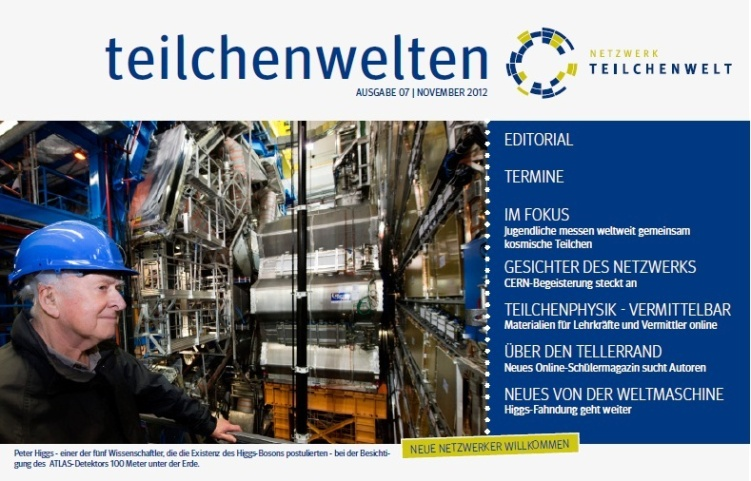 teilchenwelten
AUSGABE 07 | NOVEMBER 2012
NETZWERK
TEILCHENWELT
EDITORIAL
TERMINE
IM FOKUS
Jugendliche messen weltweit gemeinsam
kosmische Teilchen
GESICHTER DES NETZWERKS
CERN-Begeisterung steckt an
TEILCHENPHYSIK - VERMITTELBAR
Materialien für Lehrkräfte und Vermittler online
ÜBER DEN TELLERRAND
Neues Online-Schülermagazin sucht Autoren
NEUES VON DER WELTMASCHINE
Higgs-Fahndung geht weiter
NEUE NETZWERKER WILLKOMMEN
Peter Higgs - einer der fünf Wissenschaftler, die die Existenz des Higgs-Bosons postulierten - bei der Besichti-
gung des ATLAS-Detektors 100 Meter unter der Erde.